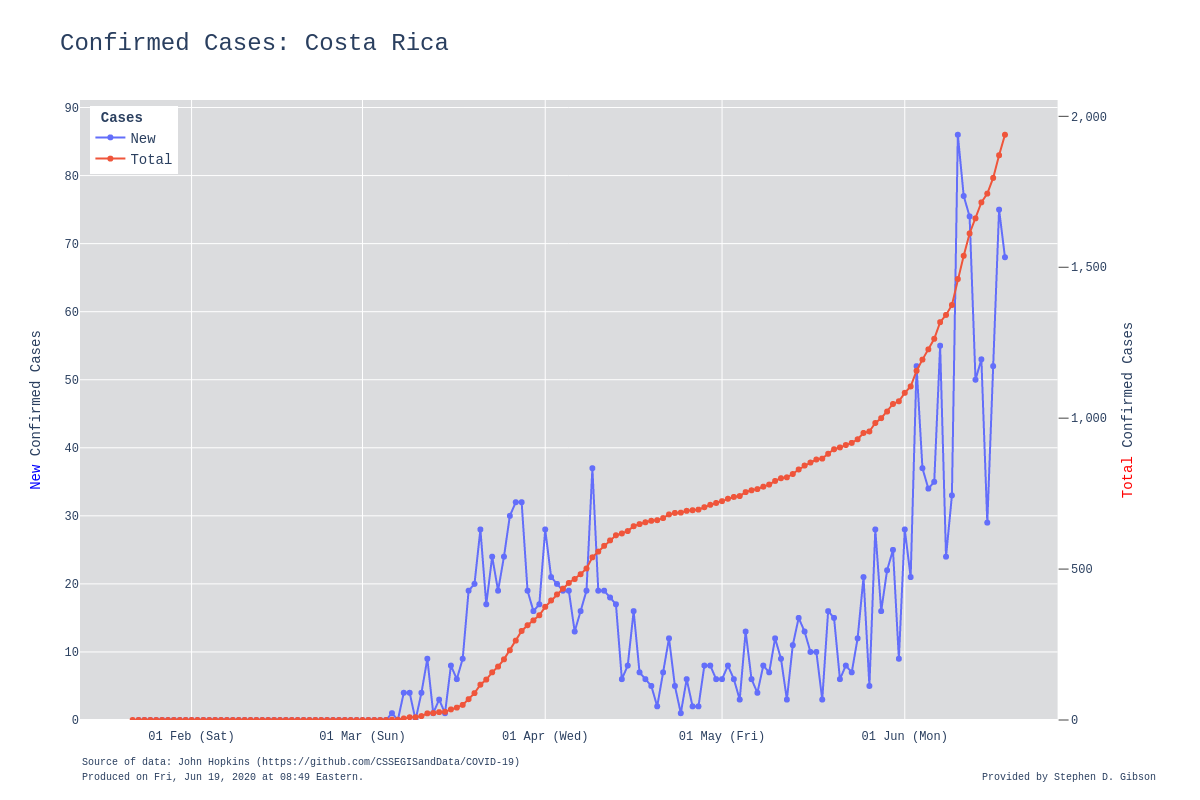 Confirmed Cases: Costa Rica
Cases
New
Total
90
80
70
60
50
40
30
20
10
0
2,000
1,500
1,000
500
0
New Confirmed Cases
Total Confirmed Cases
01 Feb (Sat)
01 Mar (Sun)
01 Apr (Wed)
01 May (Fri)
01 Jun (Mon)
Source of data: John Hopkins (https://github.com/CSSEGISandData/COVID-19)
Produced on Fri, Jun 19, 2020 at 08:49 Eastern.
Provided by Stephen D. Gibson